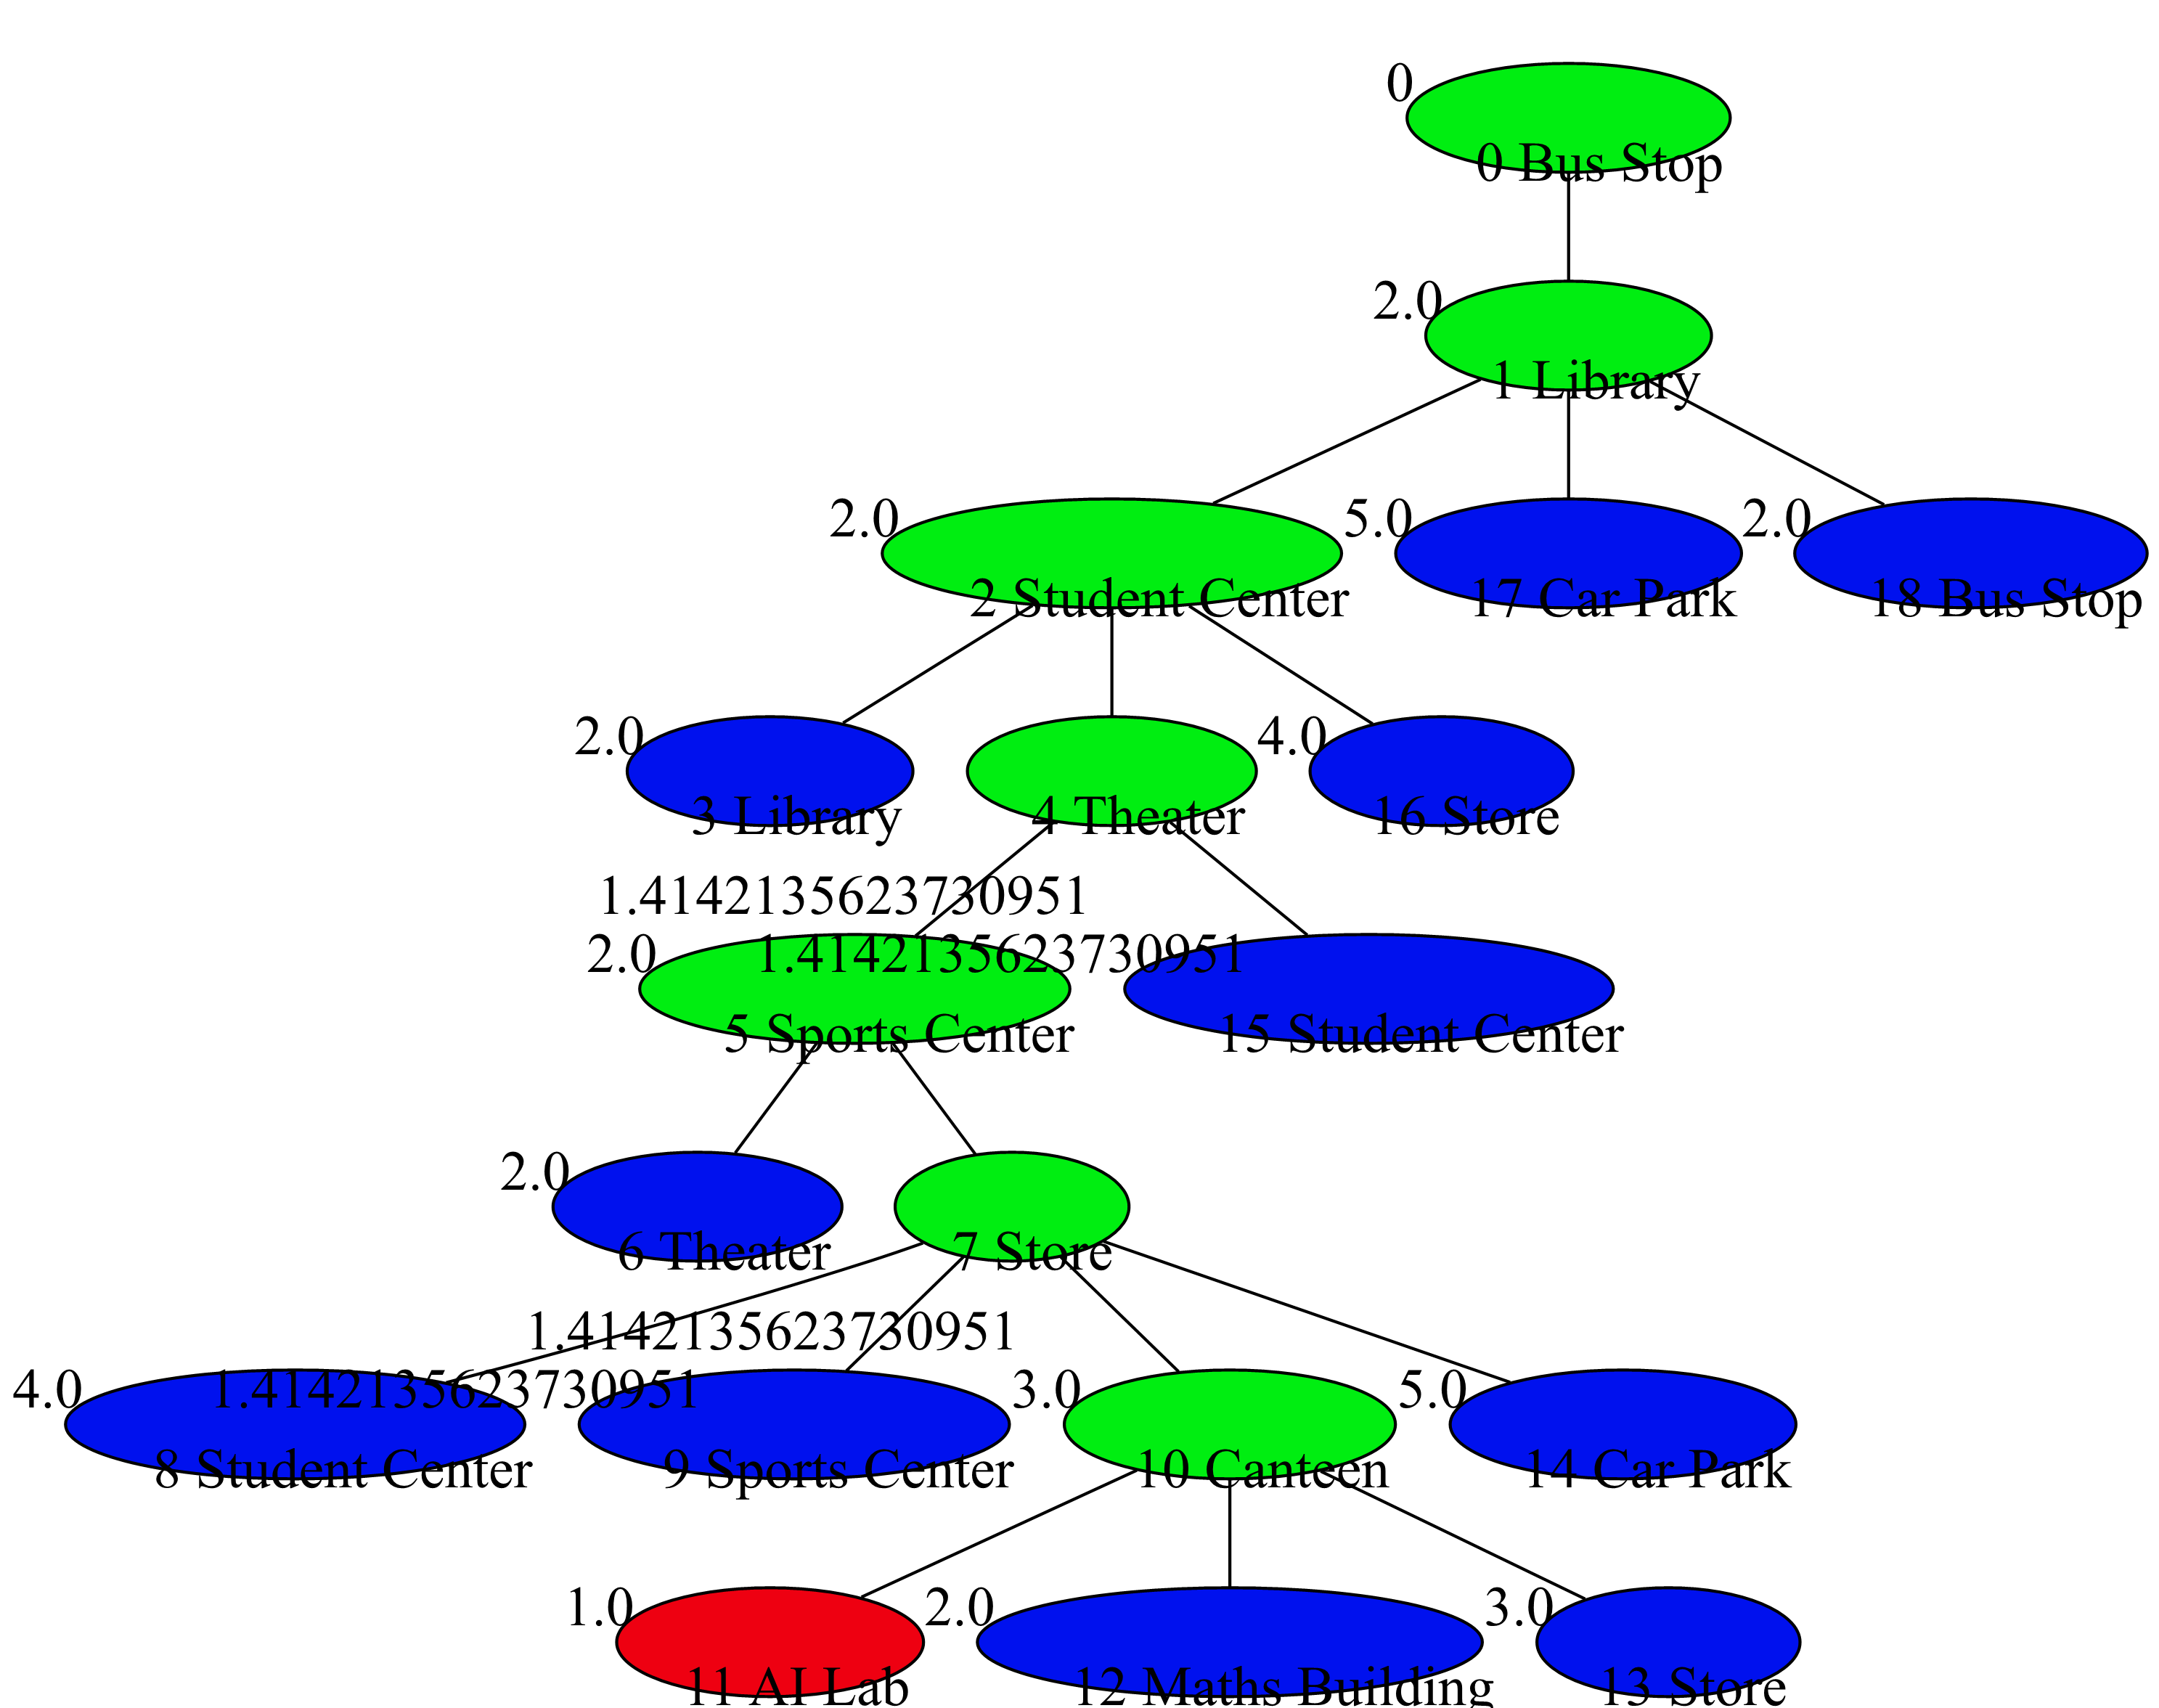 0
0 Bus Stop
2.0
1 Library
2.0
2 Student Center
5.0
17 Car Park
2.0
18 Bus Stop
2.0
3 Library
4 Theater
4.0
16 Store
1.4142135623730951
2.0
5 Sports Center
1.4142135623730951
15 Student Center
2.0
6 Theater
7 Store
1.4142135623730951
4.0
8 Student Center
1.4142135623730951
9 Sports Center
3.0
10 Canteen
5.0
14 Car Park
1.0
11 AI Lab
2.0
12 Maths Building
3.0
13 Store